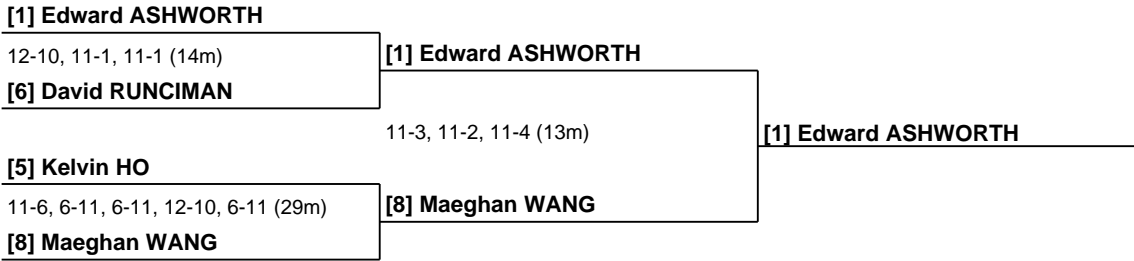 [1] Edward ASHWORTH
12-10, 11-1, 11-1 (14m)
[1] Edward ASHWORTH
[6] David RUNCIMAN
11-3, 11-2, 11-4 (13m)
[1] Edward ASHWORTH
[5] Kelvin HO
11-6, 6-11, 6-11, 12-10, 6-11 (29m)
[8] Maeghan WANG
[8] Maeghan WANG